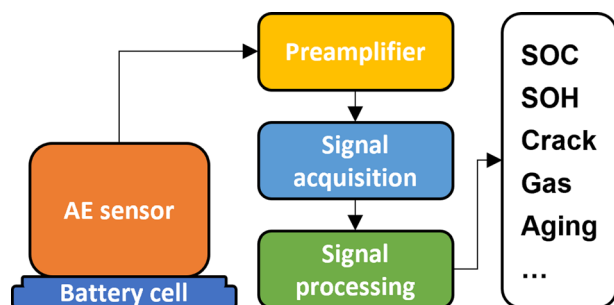 Preamplifier
Signal
acquisition
Signal
processing
AE sensor
Battery cell
SOC
SOH
Crack
Gas
Aging
...